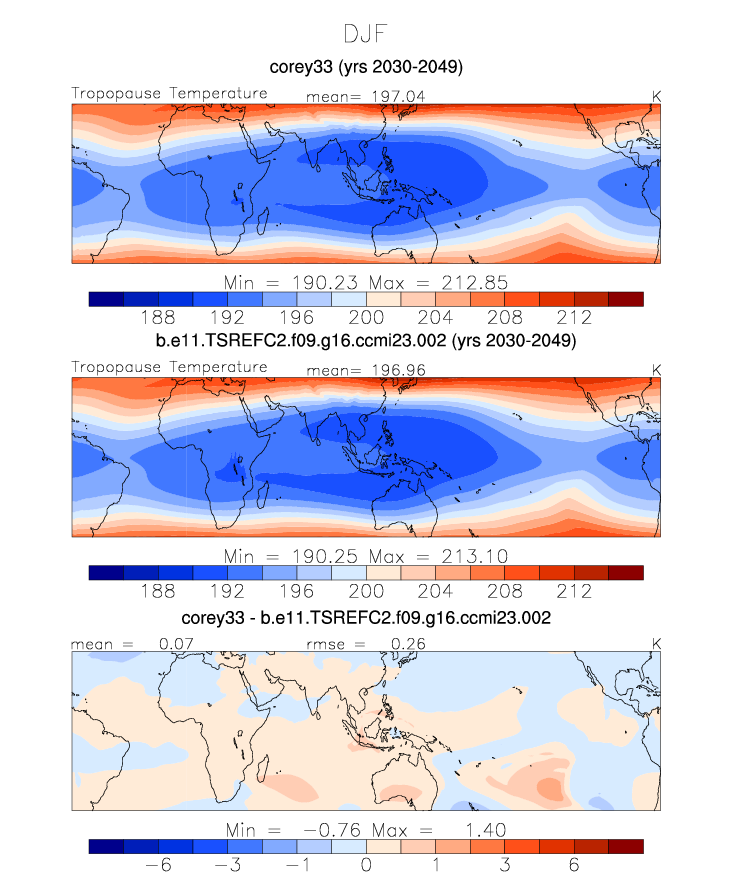 DJF
corey33 (yrs 2030-2049)
Tropopause Temperature mean= 197.04 K
Min = 190.23 Max = 212.85
188 192 196 200 204 208 212
b.e11.TSREFC2.f09.g16.ccmi23.002 (yrs 2030-2049)
Tropopause Temperature mean= 196.96 K
Min = 190.25 Max = 213.10
188 192 196 200 204 208 212
corey33 - b.e11.TSREFC2.f09.g16.ccmi23.002
mean = 0.07 rmse = 0.26 K
Min = -0.76 Max = 1.40
-6 -3 -1 0 1 3 6